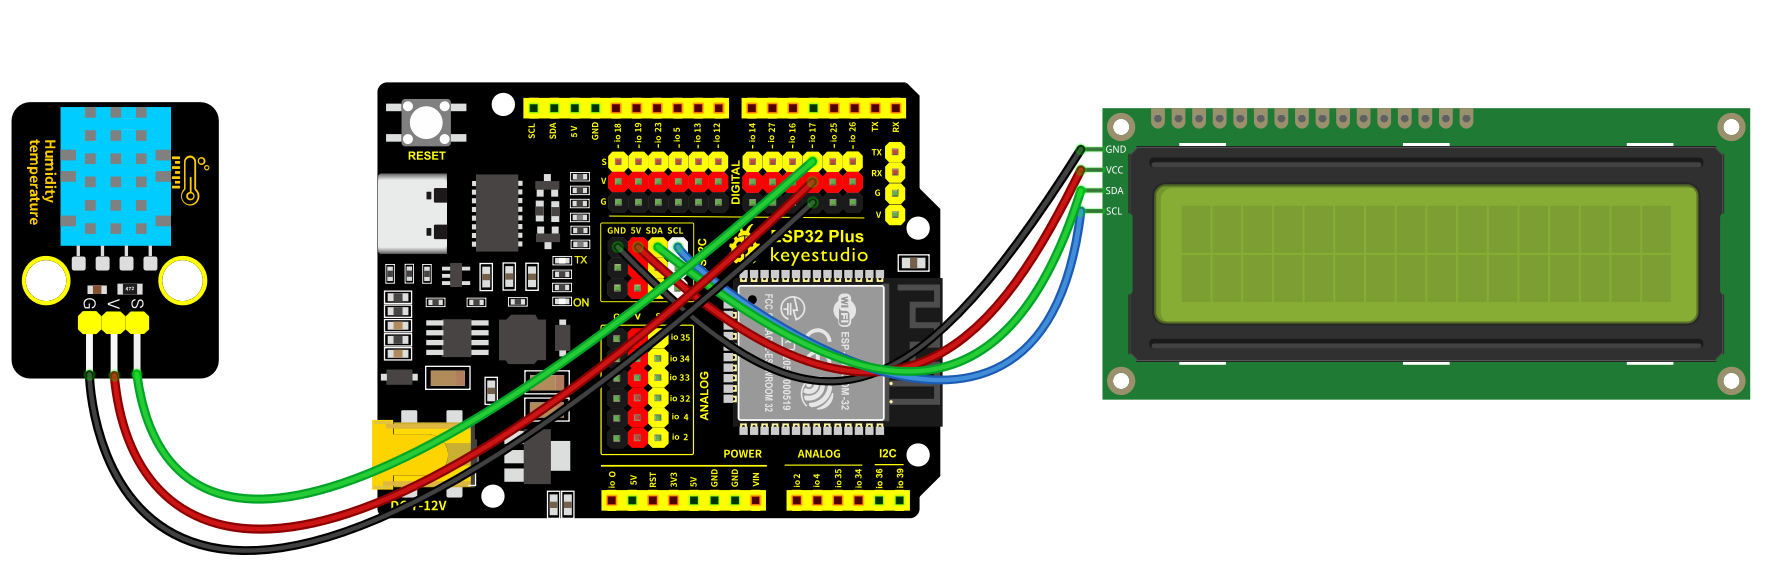 Humidity
temperature
G V S
472
RESET
TX
ON
DC 7-12V
SCL SDA 5V GND io 18 io 19 io 23 io 5 io 13 io 12
io 14 io 27 io 16 io 17 io 25 io 26 TX RX
S
V
G
DIGITAL
TX
RX
G
V
GND 5V SDA SCL
ESP32 Plus
keyestudio
WiFi
io 35
io 34
io 33
io 32
io 4
io 2
ANALOG
POWER
ANALOG
I2C
io 0 5V RST 3V3 5V GND GND VIN
io 2 io 4 io 35 io 34 io 36 io 39
GND
VCC
SDA
SCL